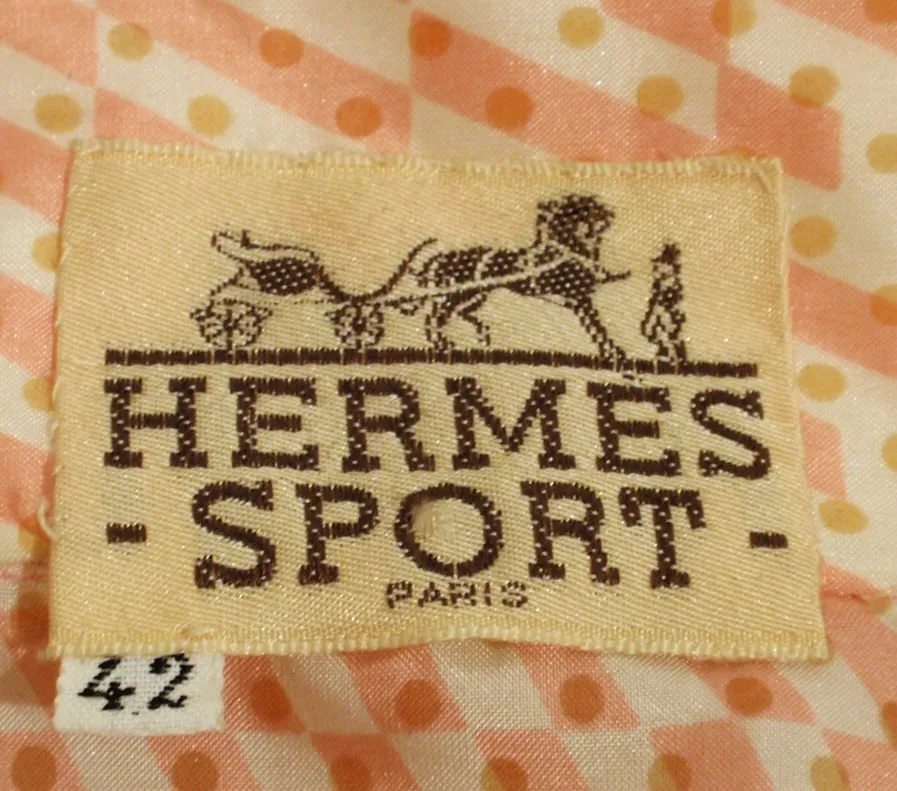 HERMES
- SPORT -
PARIS
42